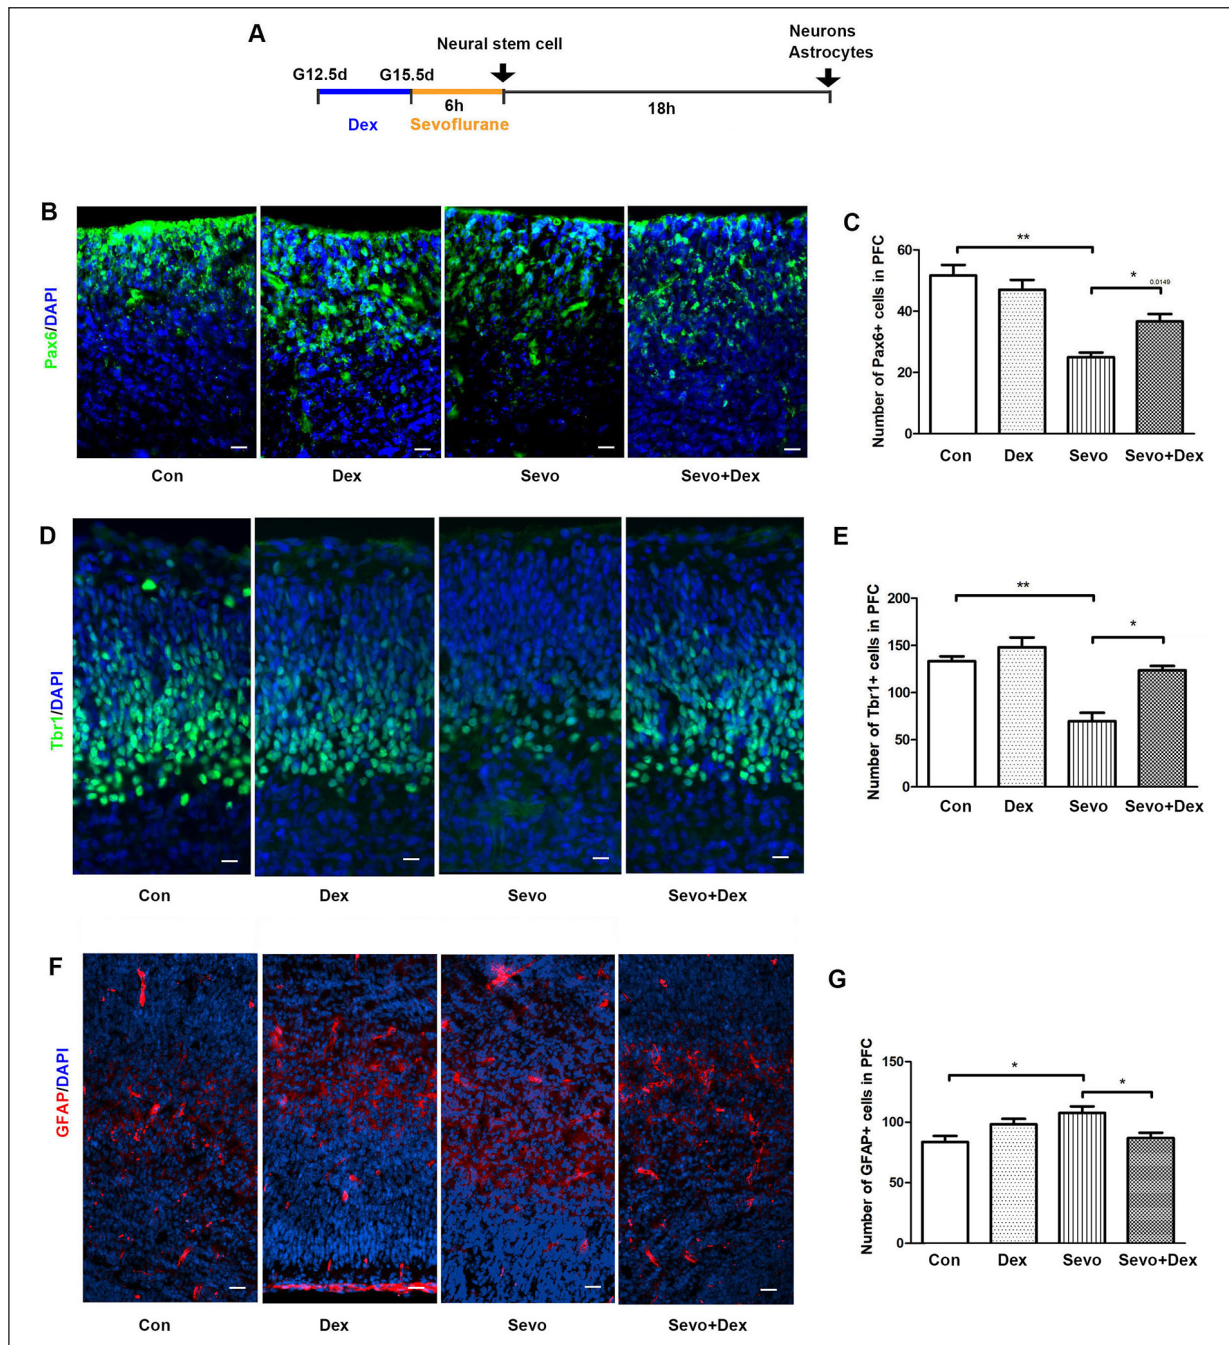 A
Neural stem cell
Neurons
Astrocytes
G12.5d
G15.5d
6h
18h
Dex
Sevoflurane
B
Pax6/DAPI
Con
Dex
Sevo
Sevo+Dex
C
Number of Pax6+ cells in PFC
60
40
20
0
**
*
0.0149
Con
Dex
Sevo
Sevo+Dex
D
Tbr1/DAPI
Con
Dex
Sevo
Sevo+Dex
E
Number of Tbr1+ cells in PFC
200
150
100
50
0
**
*
Con
Dex
Sevo
Sevo+Dex
F
GFAP/DAPI
Con
Dex
Sevo
Sevo+Dex
G
Number of GFAP+ cells in PFC
150
100
50
0
*
*
Con
Dex
Sevo
Sevo+Dex